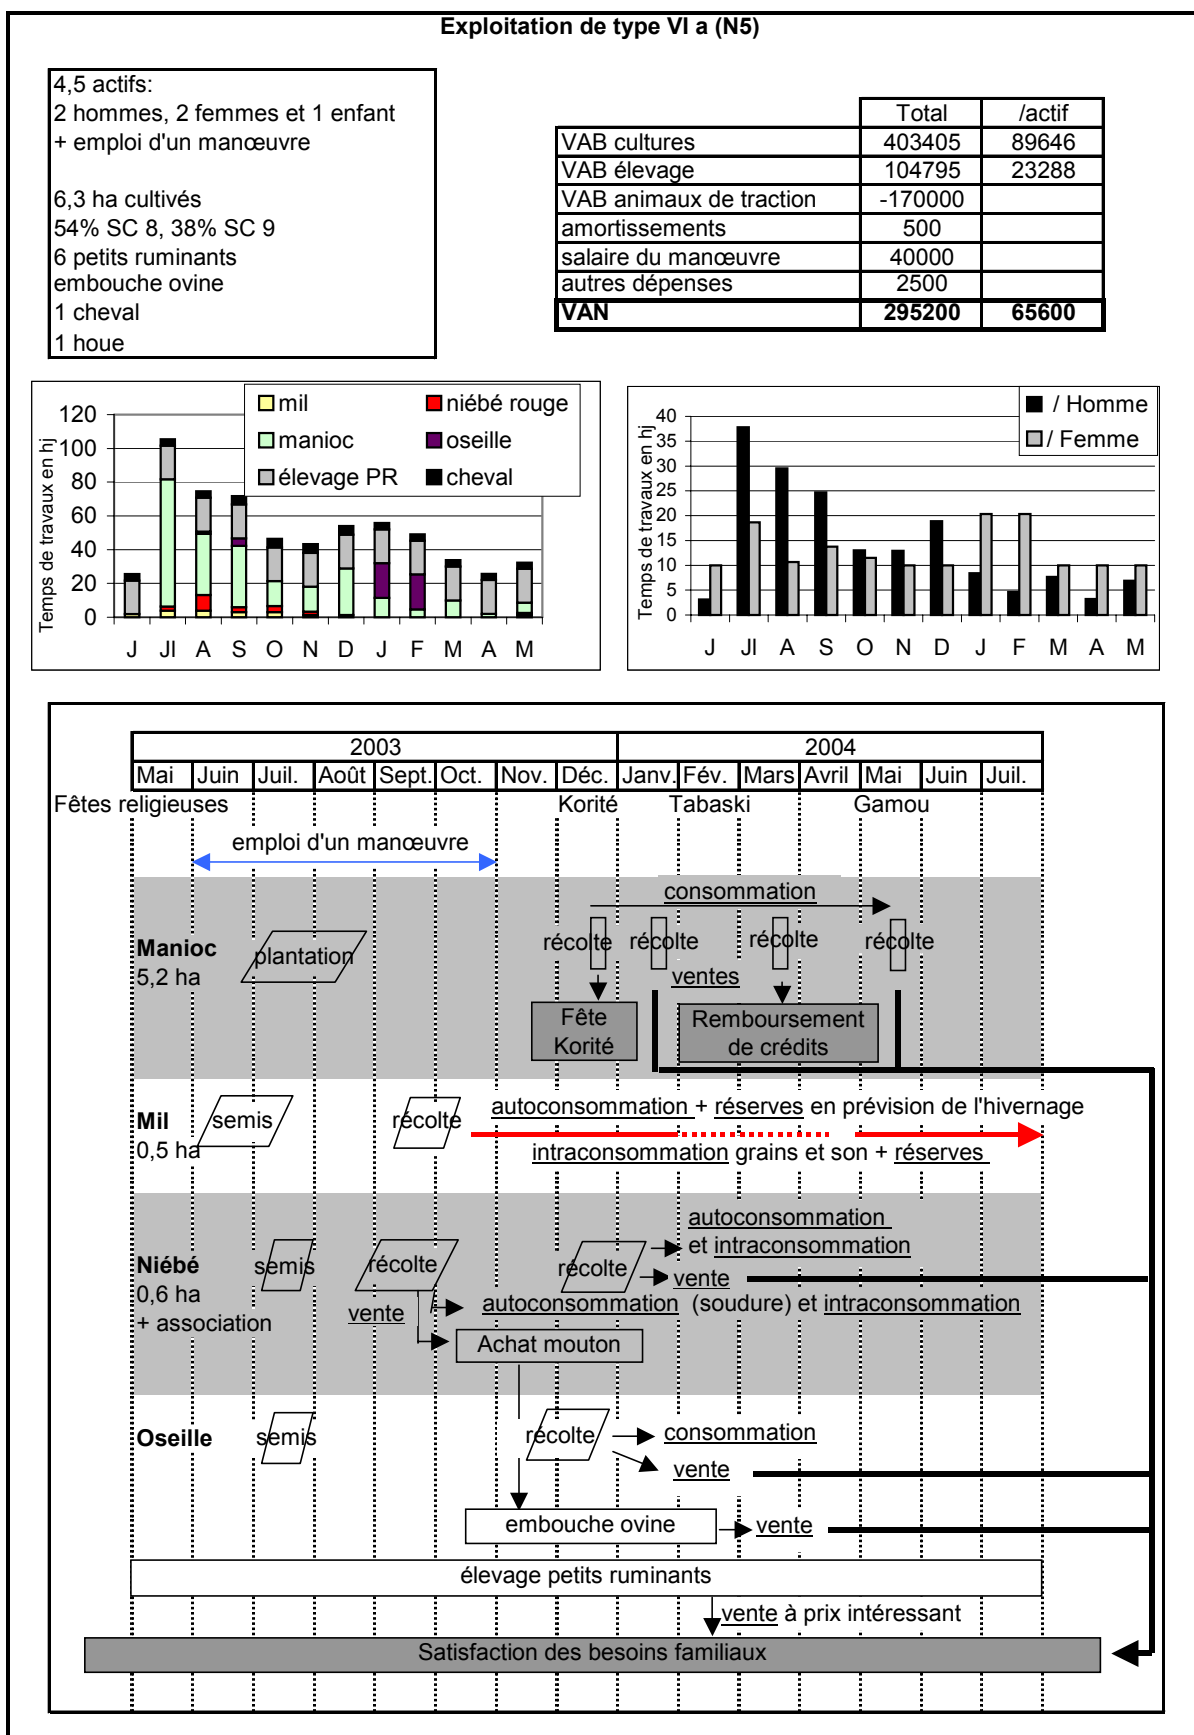 Exploitation de type VI a (N5)
4,5 actifs:
2 hommes, 2 femmes et 1 enfant
+ emploi d'un manœuvre
6,3 ha cultivés
54% SC 8, 38% SC 9
6 petits ruminants
embouche ovine
1 cheval
1 houe
Total /actif
VAB cultures 403405 89646
VAB élevage 104795 23288
VAB animaux de traction -170000
amortissements 500
salaire du manœuvre 40000
autres dépenses 2500
VAN 295200 65600
Temps de travaux en hj
120
100
80
60
40
20
0
mil niébé rouge
manioc oseille
élevage PR cheval
J Jl A S O N D J F M A M
Temps de travaux en hj
40
35
30
25
20
15
10
5
0
/ Homme
/ Femme
J Jl A S O N D J F M A M
2003 2004
Mai Juin Juil. Août Sept. Oct. Nov. Déc. Janv. Fév. Mars Avril Mai Juin Juil.
Fêtes religieuses Korité Tabaski Gamou
emploi d'un manœuvre
consommation
Manioc
5,2 ha
plantation
récolte récolte récolte récolte
ventes
Fête
Korité
Remboursement
de crédits
Mil
0,5 ha
semis récolte
autoconsommation + réserves en prévision de l'hivernage
intraconsommation grains et son + réserves
Niébé
0,6 ha
+ association
semis récolte récolte
autoconsommation
et intraconsommation
vente
vente
autoconsommation (soudure) et intraconsommation
Achat mouton
Oseille
semis récolte consommation
vente
embouche ovine vente
élevage petits ruminants
vente à prix intéressant
Satisfaction des besoins familiaux